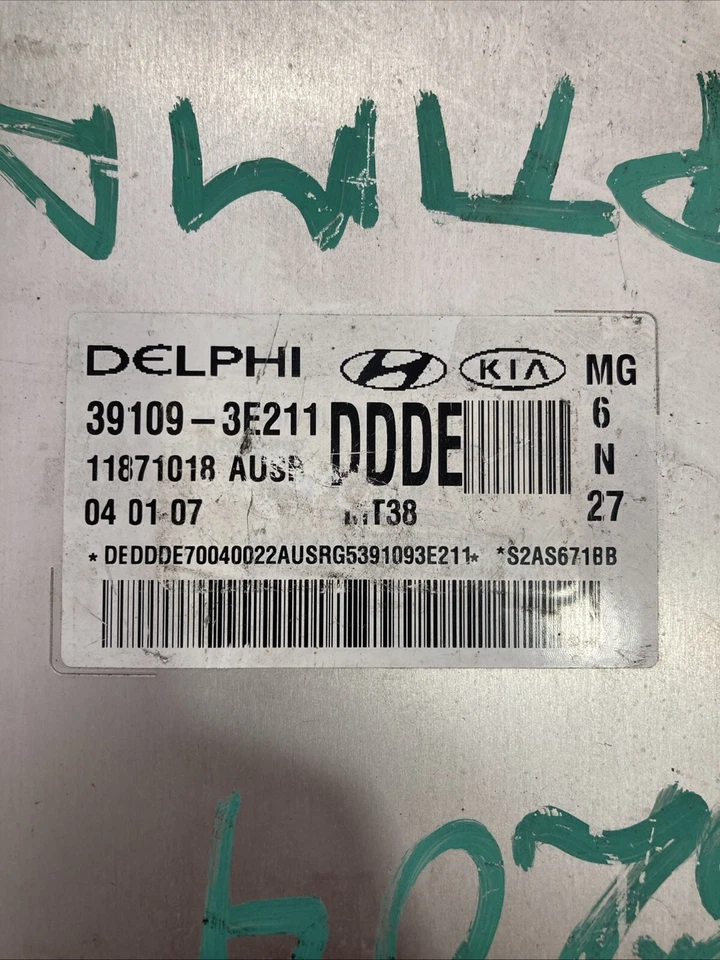 DELPHI KIA MG
39109-3E211 DDDE 6
11871018 N
04 01 07 27
*DEDDDE70040022AUSRG5391093E211* *S2AS671BB